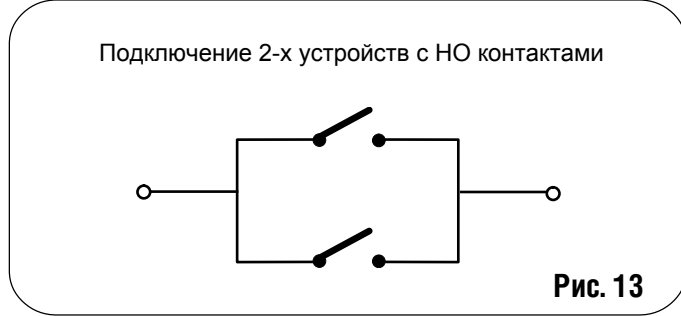 Подключение 2-х устройств с НО контактами
Рис. 13